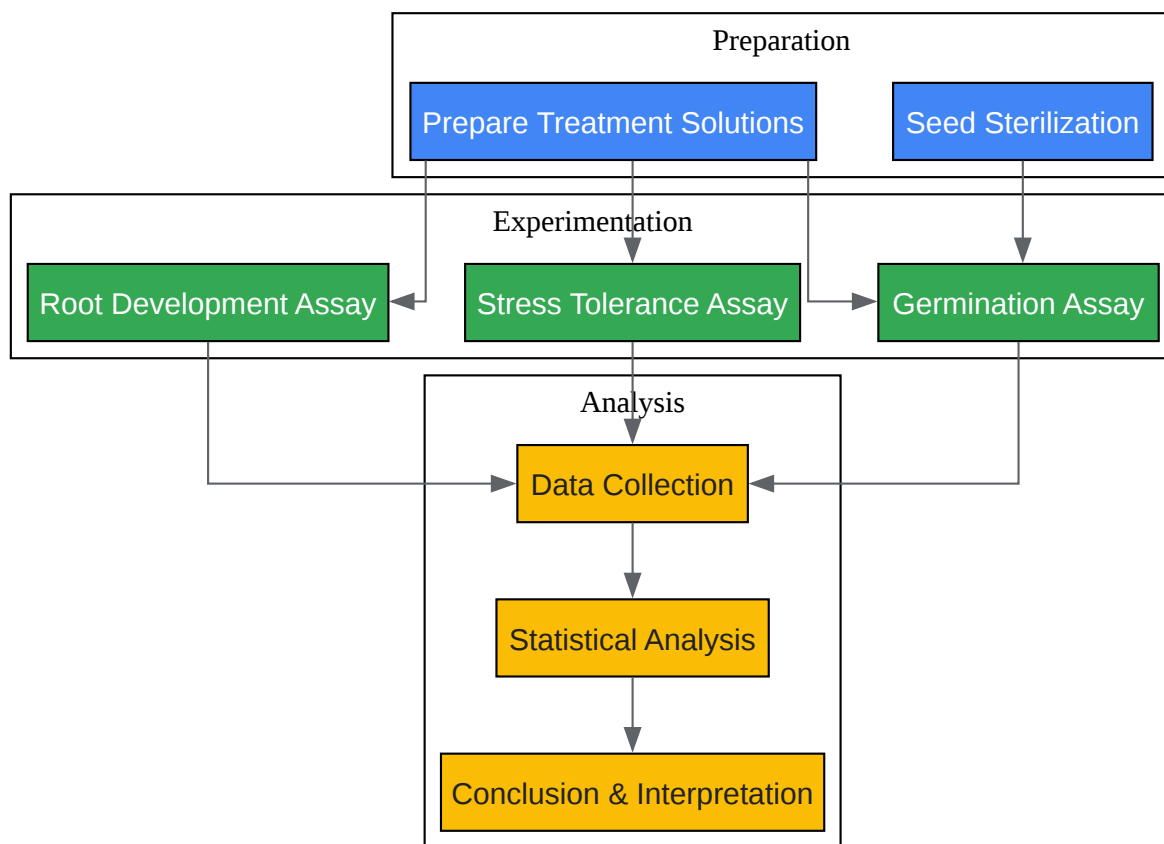 Preparation
Prepare Treatment Solutions
Seed Sterilization
Experimentation
Root Development Assay
Stress Tolerance Assay
Germination Assay
Analysis
Data Collection
Statistical Analysis
Conclusion & Interpretation